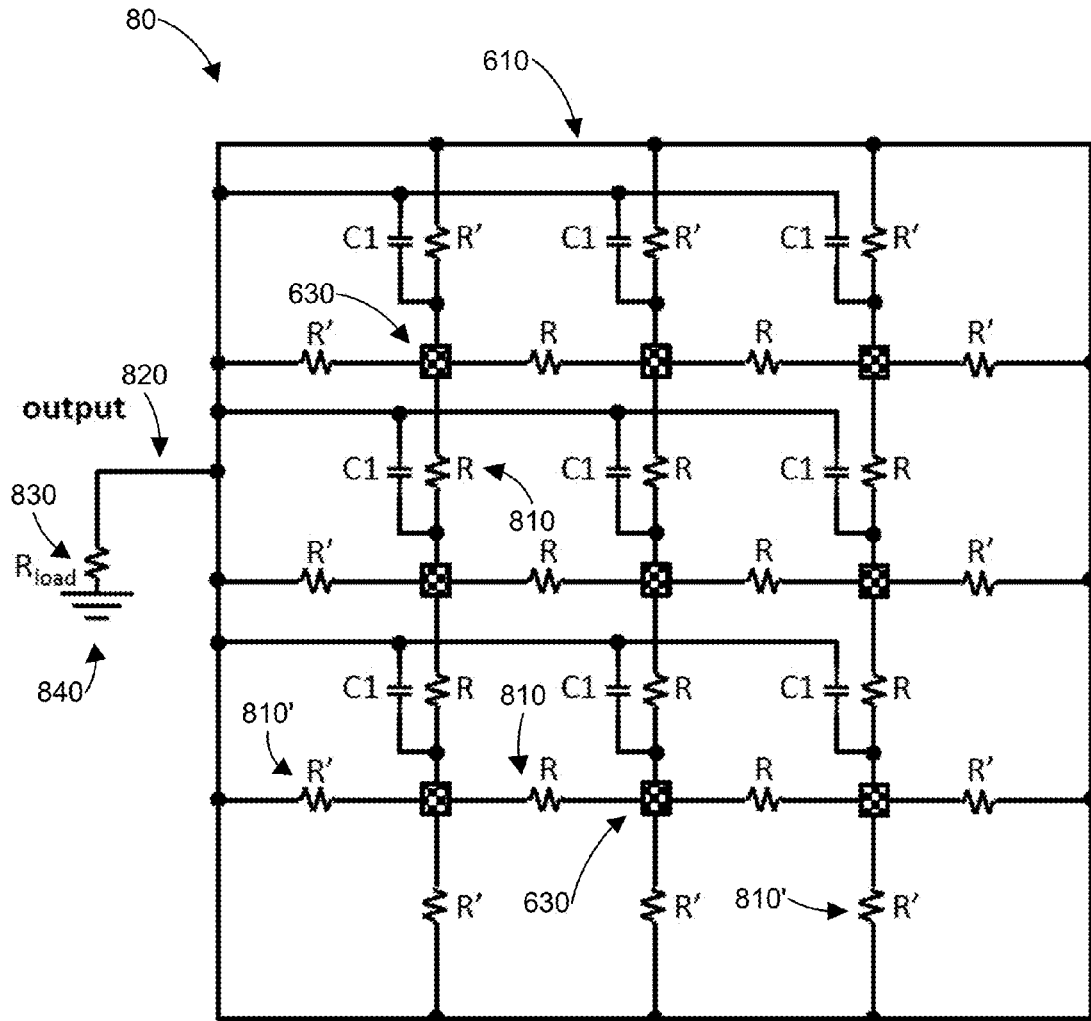 80
610
C1 R' C1 R' C1 R'
630
R' R R R'
820
output
C1 R C1 R C1 R
830
810
Rload
R' R R R'
840
C1 R C1 R C1 R
810' 810
R' R R R'
R' 630 R' 810' R'